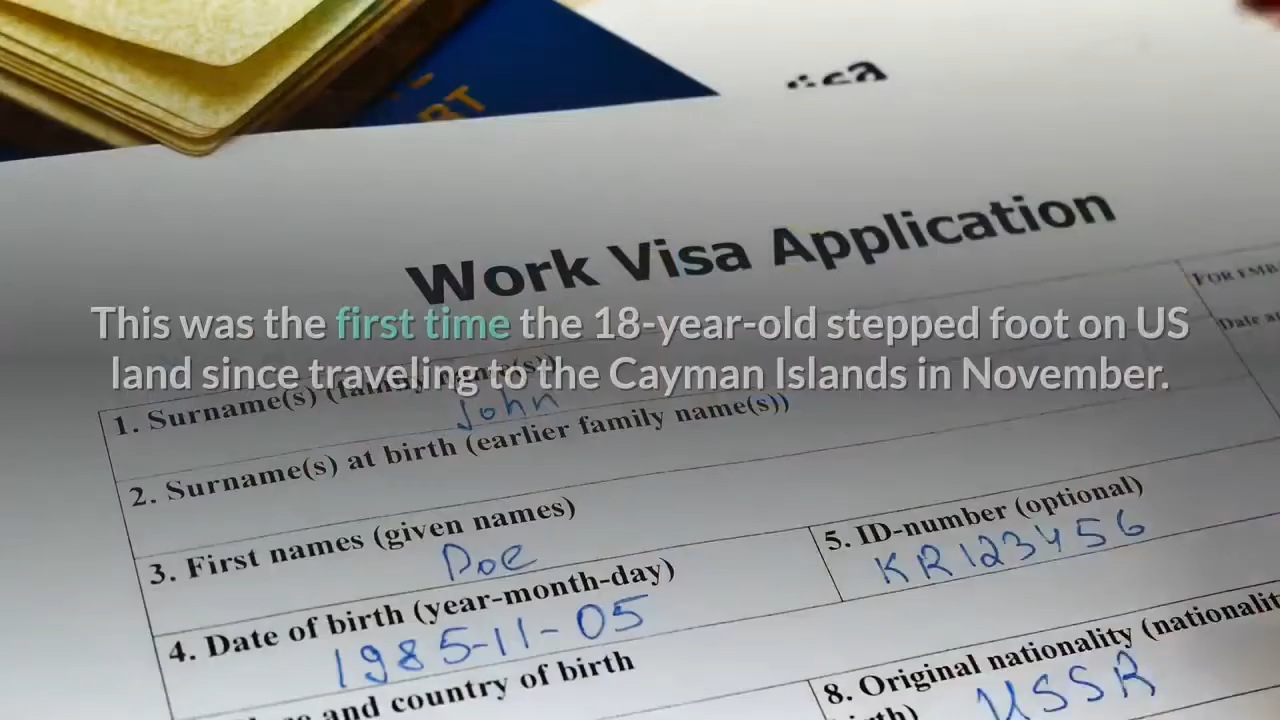 Work Visa Application
This was the first time the 18-year-old stepped foot on US
land since traveling to the Cayman Islands in November.
1. Surname(s) (family name(s))
John
2. Surname(s) at birth (earlier family name(s))
3. First names (given names)
Doe
4. Date of birth (year-month-day)
1985-11-05
5. ID-number (optional)
KR123456
and country of birth
8. Original nationality
USSR